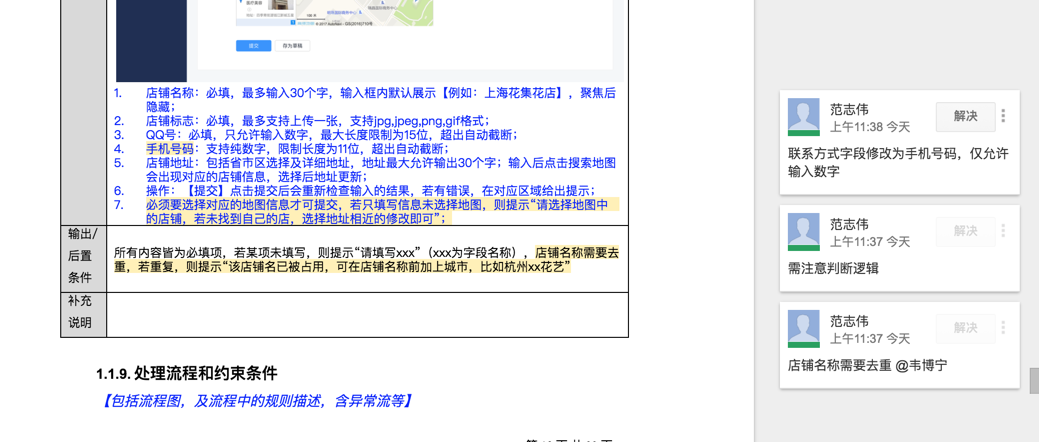 提交
存为草稿
1. 店铺名称：必填，最多输入30个字，输入框内默认展示【例如：上海花集花店】，聚焦后
隐藏；
2. 店铺标志：必填，最多支持上传一张，支持jpg,jpeg,png,gif格式；
3. QQ号：必填，只允许输入数字，最大长度限制为15位，超出自动截断；
4. 手机号码：支持纯数字，限制长度为11位，超出自动截断；
5. 店铺地址：包括省市区选择及详细地址，地址最大允许输出30个字；输入后点击搜索地图
会出现对应的店铺信息，选择后地址更新；
6. 操作：【提交】点击提交后会重新检查输入的结果，若有错误，在对应区域给出提示；
7. 必须要选择对应的地图信息才可提交，若只填写信息未选择地图，则提示“请选择地图中
的店铺，若未找到自己的店，选择地址相近的修改即可”；
输出/
后置
条件
所有内容皆为必填项，若某项未填写，则提示“请填写xxx”（xxx为字段名称），店铺名称需要去
重，若重复，则提示“该店铺名已被占用，可在店铺名称前加上城市，比如杭州xx花艺”
补充
说明
1.1.9. 处理流程和约束条件
【包括流程图，及流程中的规则描述，含异常流等】
范志伟
上午11:38 今天
解决
联系方式字段修改为手机号码，仅允许
输入数字
范志伟
上午11:37 今天
解决
需注意判断逻辑
范志伟
上午11:37 今天
解决
店铺名称需要去重 @韦博宁